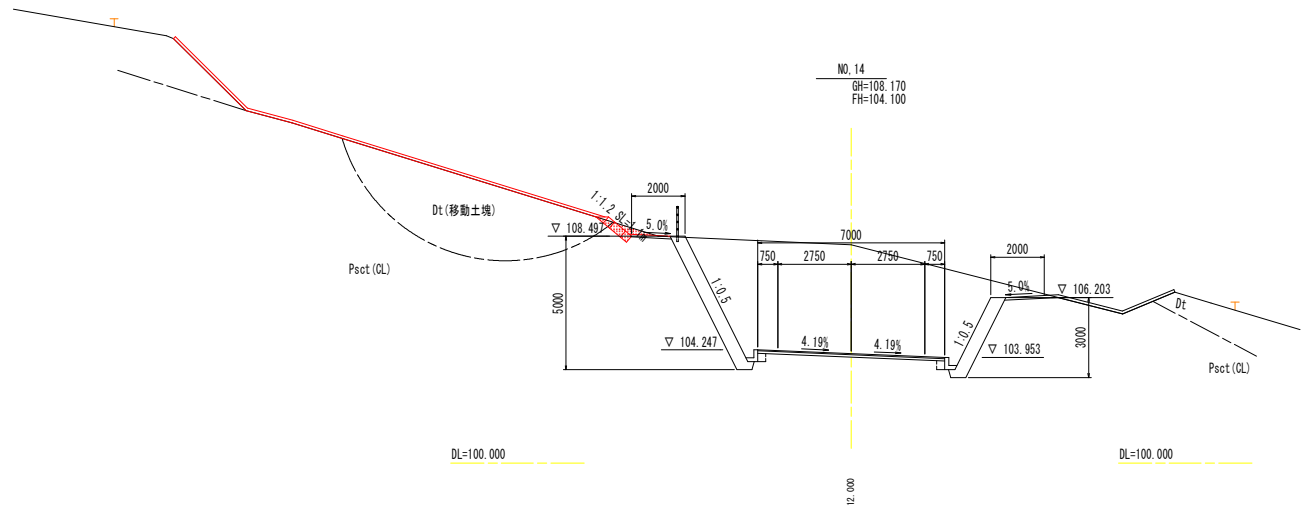 NO.14
GH=108.170
FH=104.100
2000
1:1.2
5.0%
▽ 108.497
7000
750
2750
2750
750
2000
5.0%
▽ 106.203
Dt(移動土塊)
Psct(CL)
5000
1:0.5
1:0.5
3000
Dt
▽ 104.247
4.19%
4.19%
▽ 103.953
Psct(CL)
DL=100.000
DL=100.000
12.000